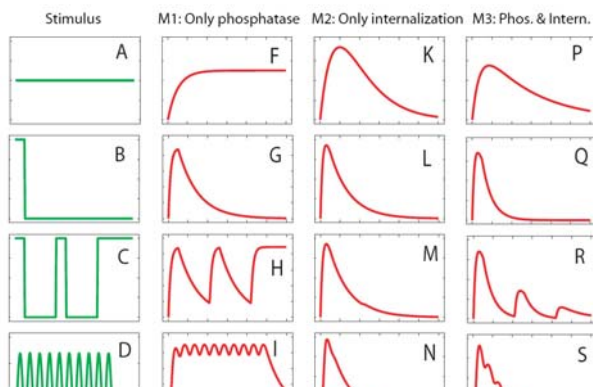 Stimulus M1: Only phosphatase M2: Only internalization M3: Phos. & Intern.
A F K P
B G L Q
C H M R
D I N S